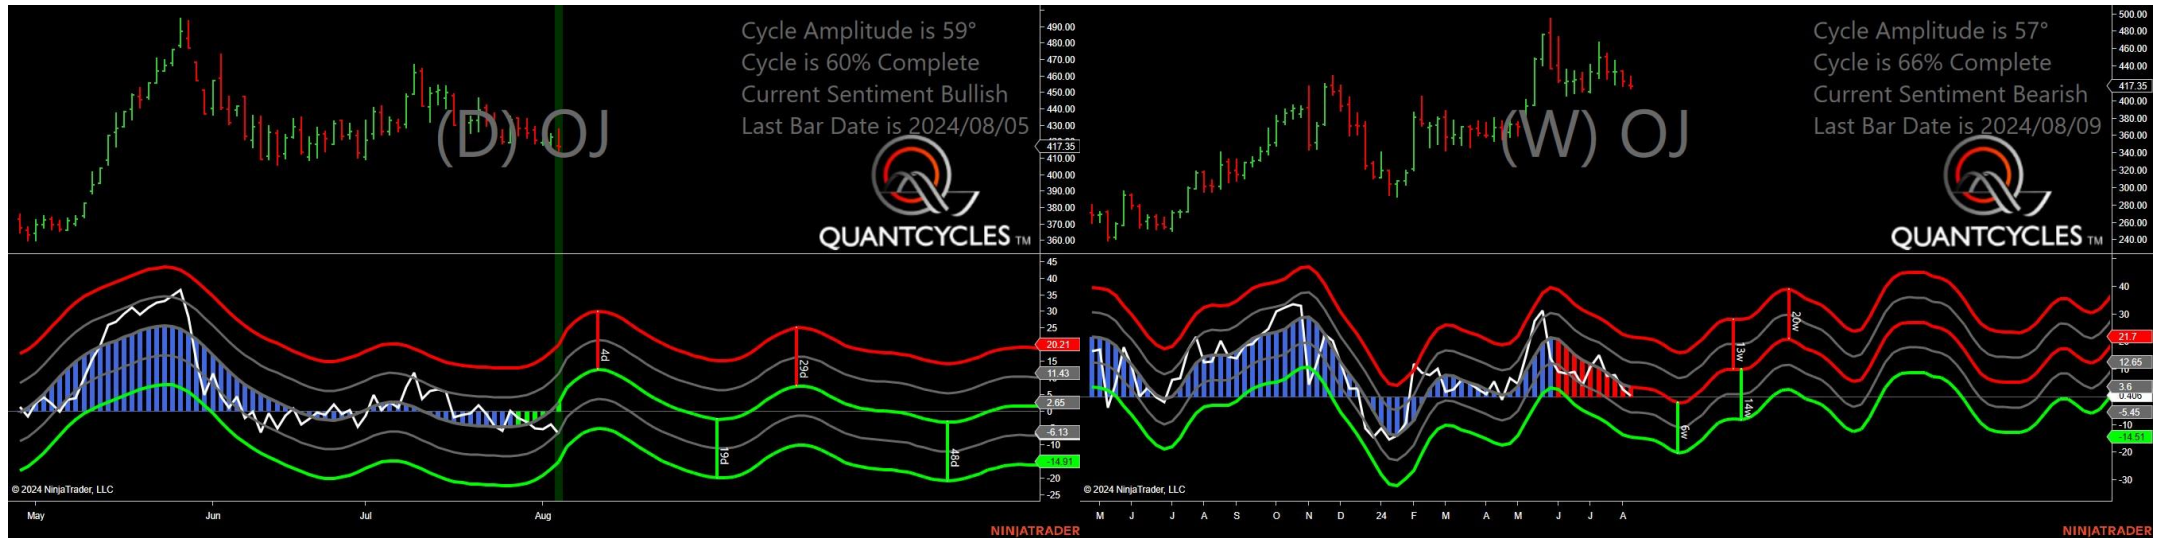 Cycle Amplitude is 59°
Cycle is 60% Complete
Current Sentiment Bullish
Last Bar Date is 2024/08/05
(D) OJ
QUANTCYCLES TM
490.00
480.00
470.00
460.00
450.00
440.00
430.00
417.35
410.00
400.00
390.00
380.00
370.00
360.00
45
40
35
30
25
20.21
15
11.43
2.65
0
-6.13
-10
-14.91
-20
-25
4d
19d
29d
48d
© 2024 NinjaTrader, LLC
May Jun Jul Aug
NINJATRADER
Cycle Amplitude is 57°
Cycle is 66% Complete
Current Sentiment Bearish
Last Bar Date is 2024/08/09
(W) OJ
QUANTCYCLES TM
500.00
480.00
460.00
440.00
417.35
400.00
380.00
360.00
340.00
320.00
300.00
280.00
260.00
240.00
40
30
21.7
12.65
3.6
0.406
-5.45
-10
-14.51
-20
-30
6w
13w
14w
20w
© 2024 NinjaTrader, LLC
M J J A S O N D 24 F M A M J J A
NINJATRADER